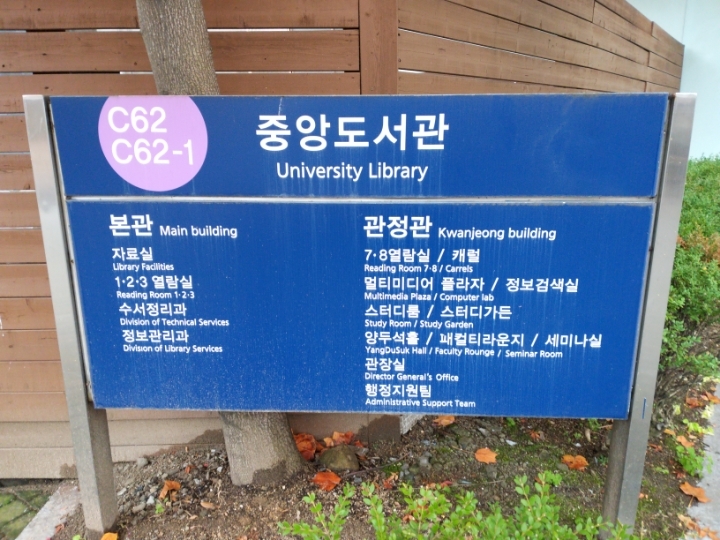 C62
C62-1
중앙도서관
University Library
본관 Main building
자료실
Library Facilities
1·2·3 열람실
Reading Room 1·2·3
수서정리과
Division of Technical Services
정보관리과
Division of Library Services
관정관 Kwanjeong building
7·8열람실 / 캐럴
Reading Room 7·8 / Carrels
멀티미디어 플라자 / 정보검색실
Multimedia Plaza / Computer lab
스터디룸 / 스터디가든
Study Room / Study Garden
양두석홀 / 패컬티라운지 / 세미나실
YangDuSuk Hall / Faculty Rounge / Seminar Room
관장실
Director General's Office
행정지원팀
Administrative Support Team